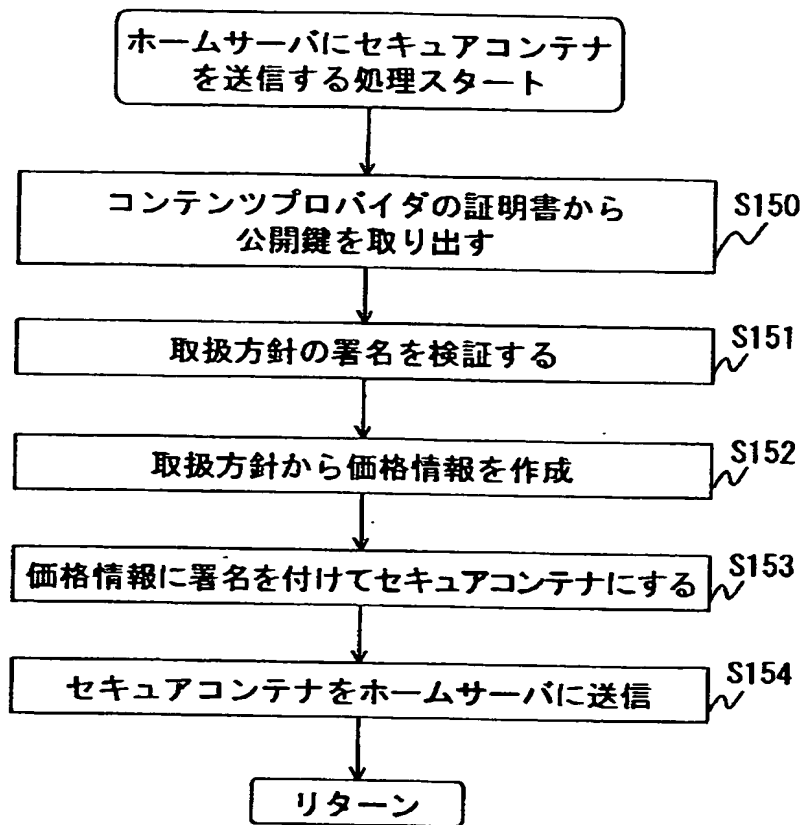 ホームサーバにセキュアコンテナ
を送信する処理スタート
コンテンツプロバイダの証明書から
公開鍵を取り出す
S150
取扱方針の署名を検証する
S151
取扱方針から価格情報を作成
S152
価格情報に署名を付けてセキュアコンテナにする
S153
セキュアコンテナをホームサーバに送信
S154
リターン